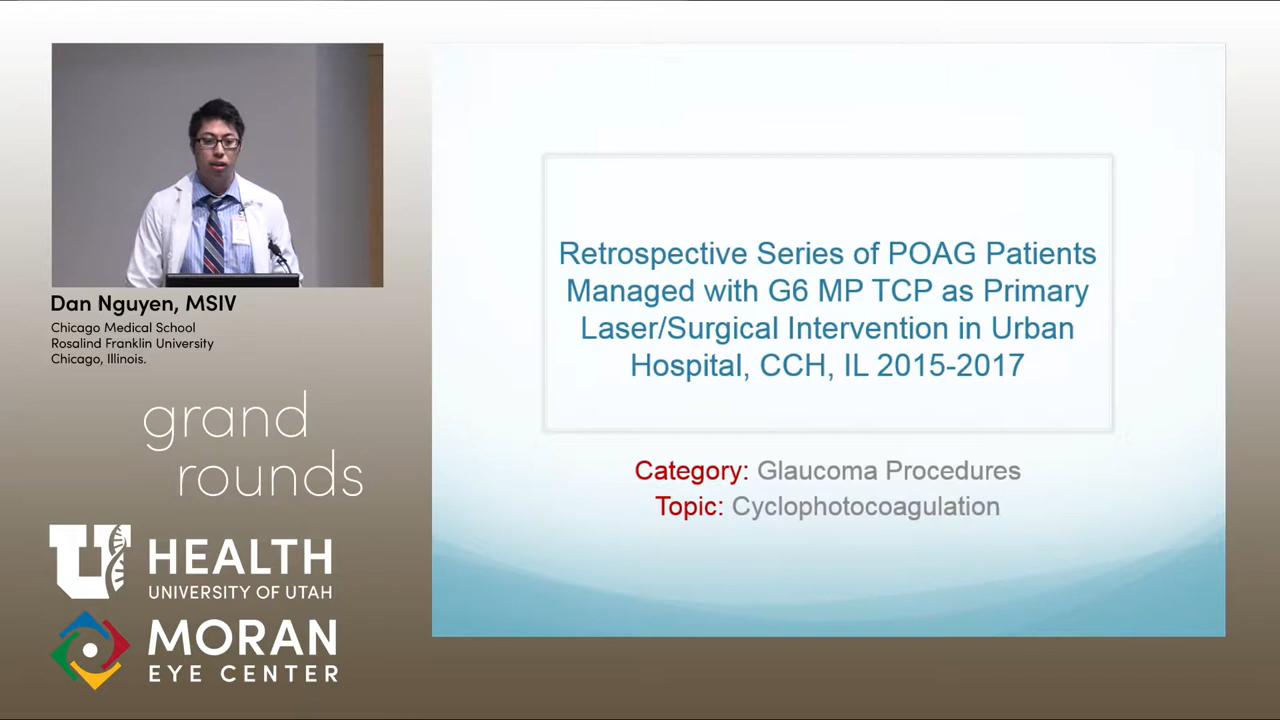 Dan Nguyen, MSIV
Chicago Medical School
Rosalind Franklin University
Chicago, Illinois.
grand
rounds
U
HEALTH
UNIVERSITY OF UTAH
MORAN
EYE CENTER
Retrospective Series of POAG Patients
Managed with G6 MP TCP as Primary
Laser/Surgical Intervention in Urban
Hospital, CCH, IL 2015-2017
Category: Glaucoma Procedures
Topic: Cyclophotocoagulation